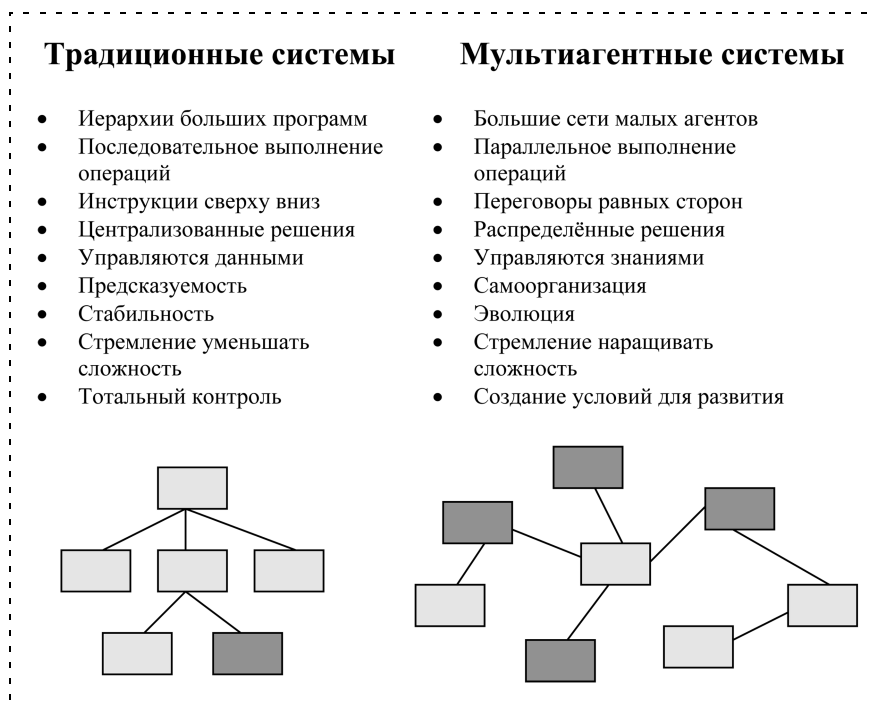 Традиционные системы
• Иерархии больших программ
• Последовательное выполнение
операций
• Инструкции сверху вниз
• Централизованные решения
• Управляются данными
• Предсказуемость
• Стабильность
• Стремление уменьшать
сложность
• Тотальный контроль
Мультиагентные системы
• Большие сети малых агентов
• Параллельное выполнение
операций
• Переговоры равных сторон
• Распределённые решения
• Управляются знаниями
• Самоорганизация
• Эволюция
• Стремление наращивать
сложность
• Создание условий для развития